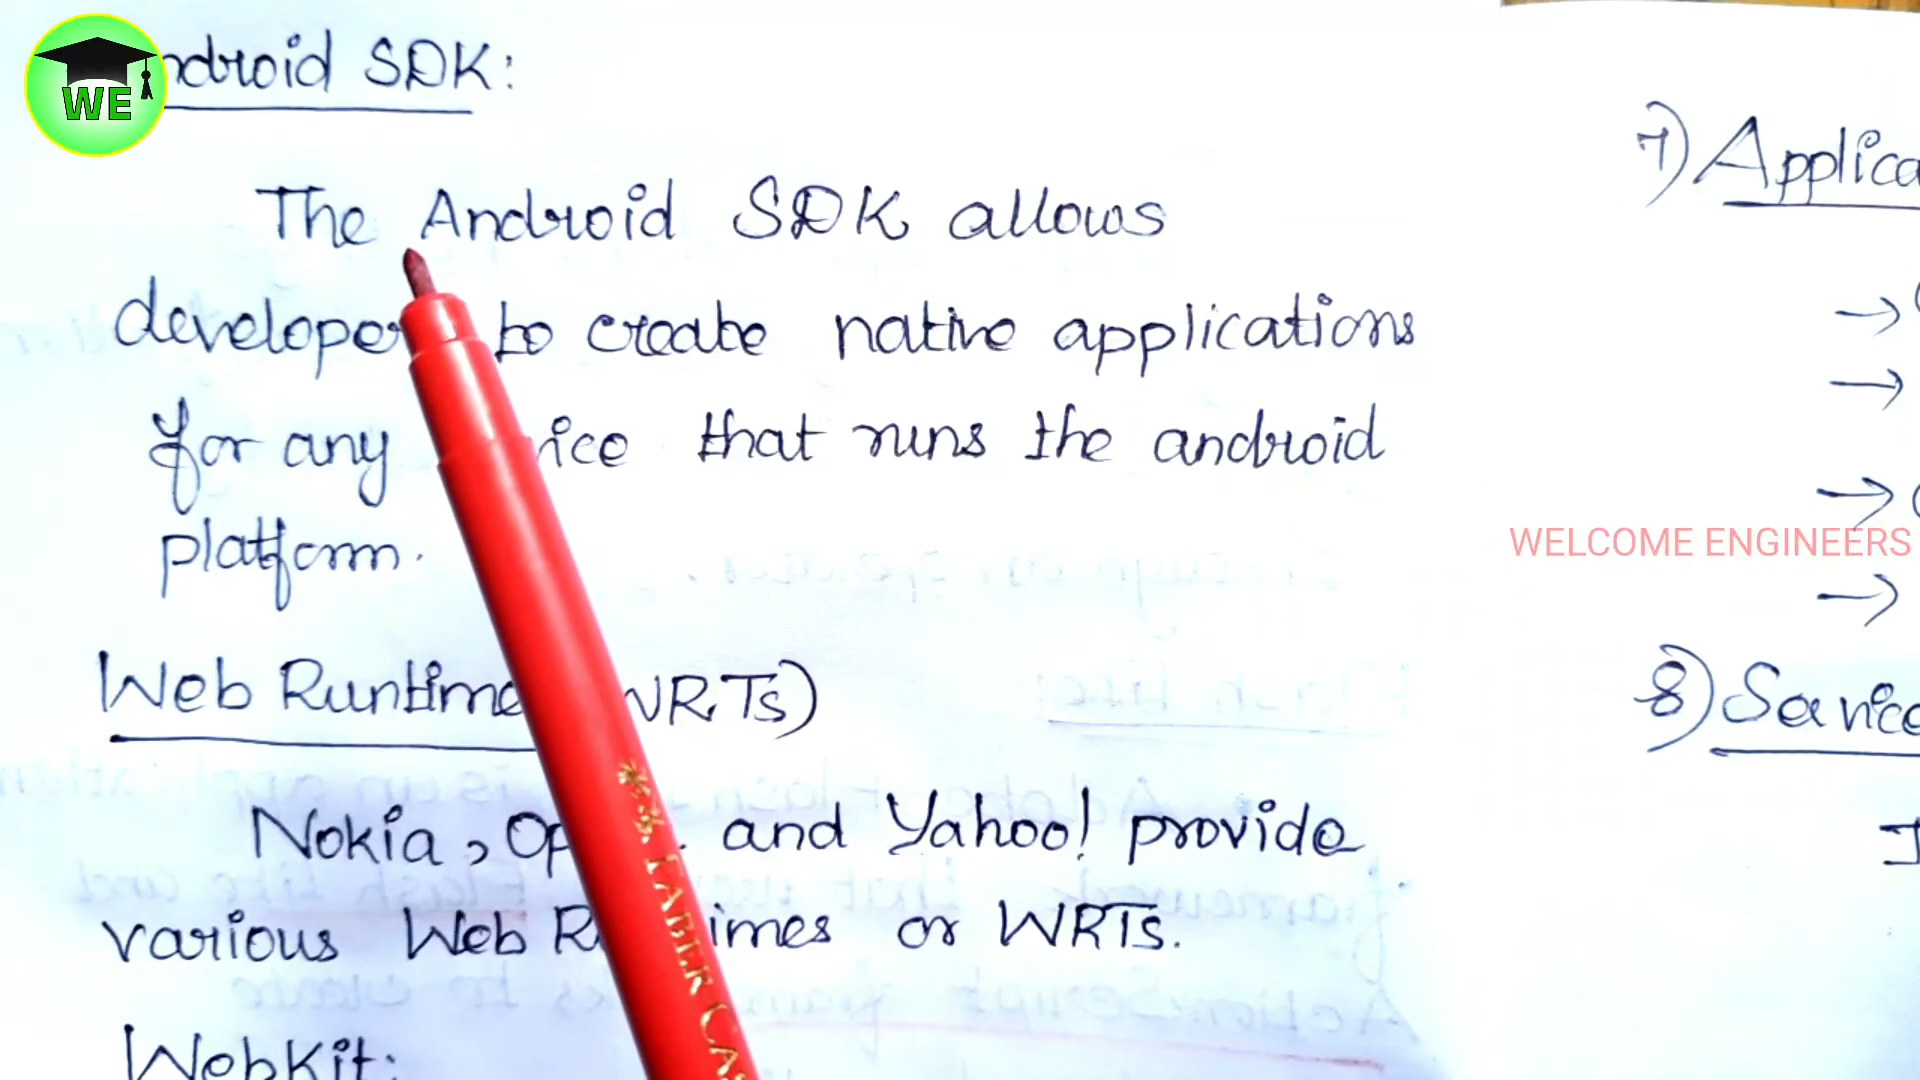 WE
ndroid SDK:
The Android SDK allows
developer to create native applications
for any ice that runs the android
platform.
Web Runtime WRTs)
Nokia, Op and Yahoo! provide
various Web R imes or WRTs.
WebKit:
7) Applica
8) Service
WELCOME ENGINEERS
FABER CAS